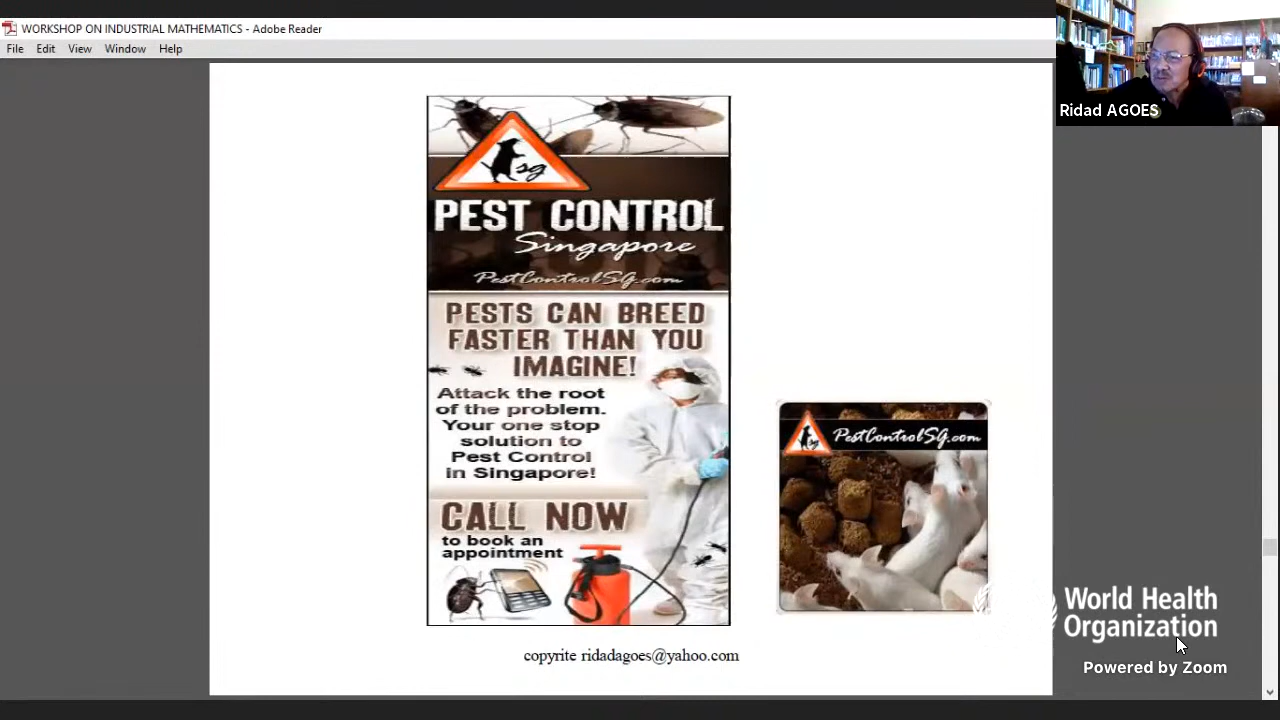 WORKSHOP ON INDUSTRIAL MATHEMATICS - Adobe Reader
File Edit View Window Help
Ridad AGOES
sg
PEST CONTROL
Singapore
PestControlSG.com
PESTS CAN BREED
FASTER THAN YOU
IMAGINE!
Attack the root
of the problem.
Your one stop
solution to
Pest Control
in Singapore!
CALL NOW
to book an
appointment
sg
PestControlSG.com
copyrite ridadagoes@yahoo.com
World Health
Organization
Powered by Zoom